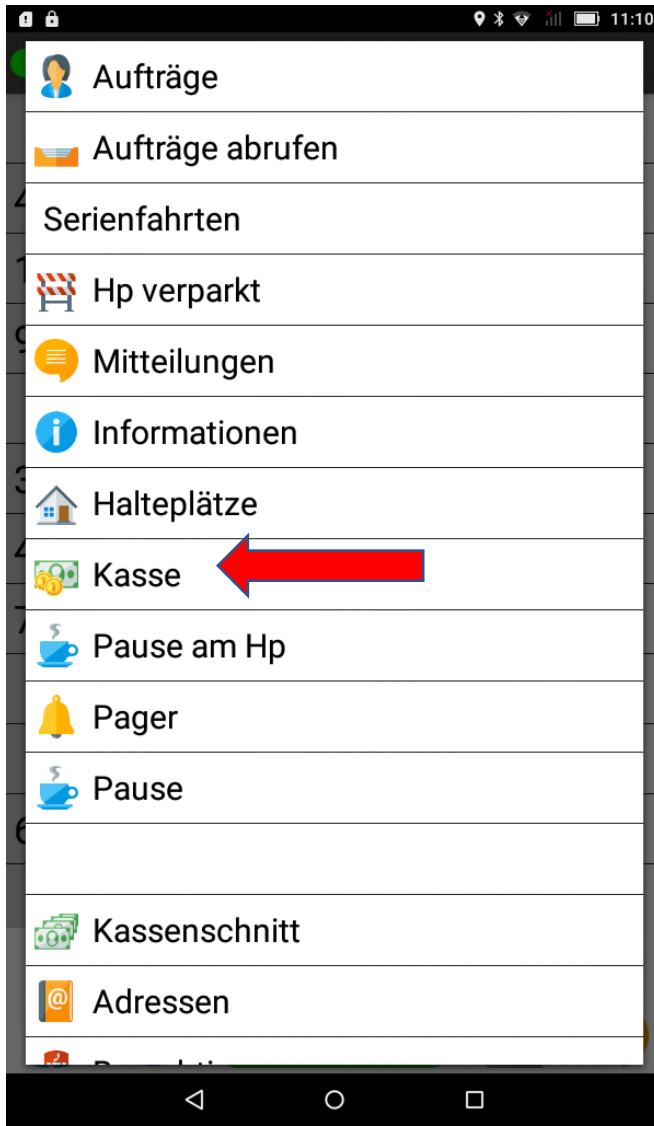 11:10
Aufträge
Aufträge abrufen
Serienfahrten
Hp verparkt
Mitteilungen
Informationen
Halteplätze
Kasse
Pause am Hp
Pager
Pause
Kassenschnitt
Adressen